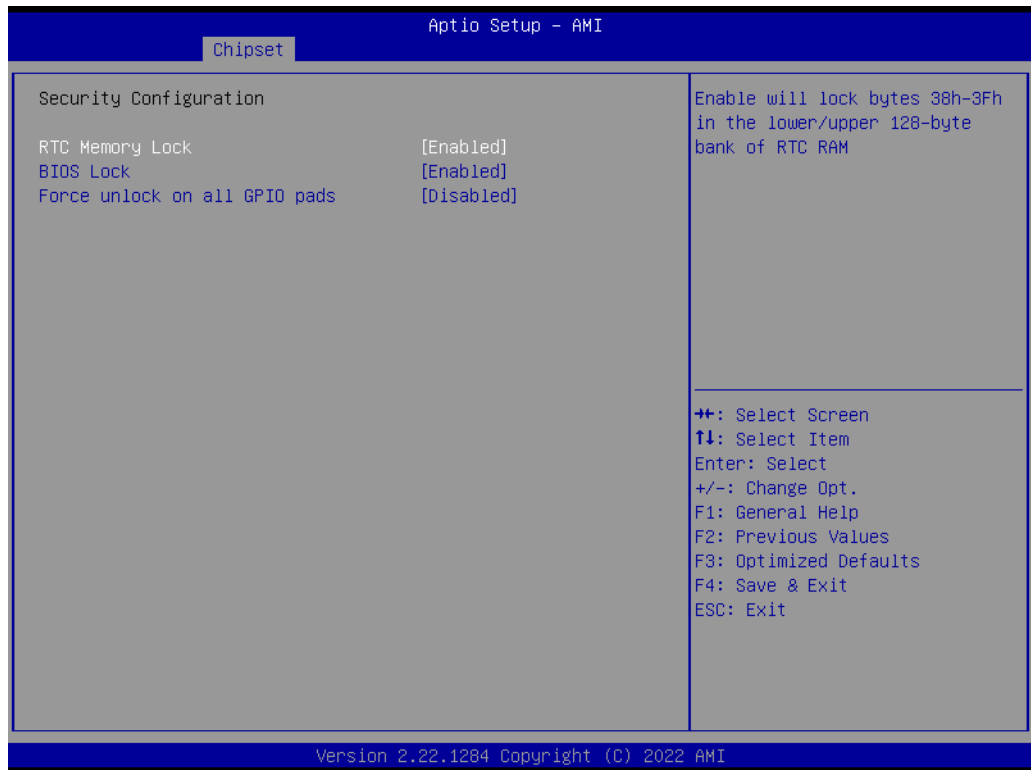 Aptio Setup – AMI
Chipset
Security Configuration
RTC Memory Lock [Enabled]
BIOS Lock [Enabled]
Force unlock on all GPIO pads [Disabled]
Enable will lock bytes 38h-3Fh
in the lower/upper 128-byte
bank of RTC RAM
→←: Select Screen
↑↓: Select Item
Enter: Select
+/-: Change Opt.
F1: General Help
F2: Previous Values
F3: Optimized Defaults
F4: Save & Exit
ESC: Exit
Version 2.22.1284 Copyright (C) 2022 AMI